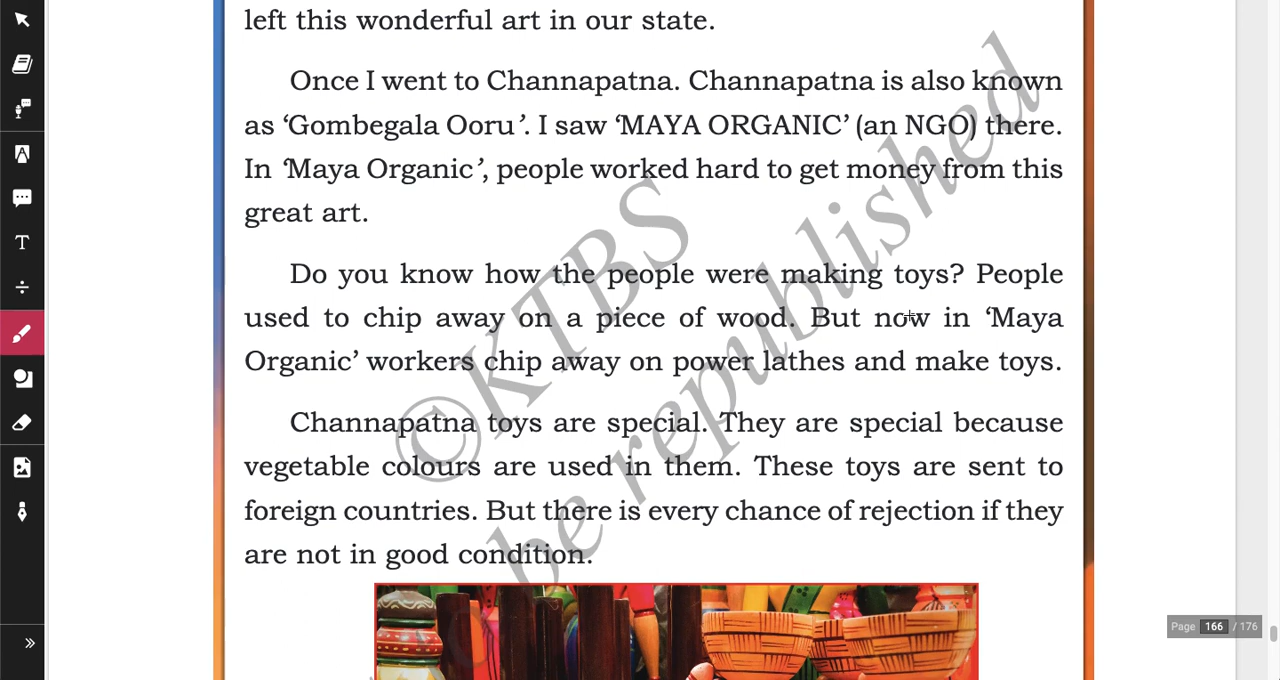 left this wonderful art in our state.
Once I went to Channapatna. Channapatna is also known
as ‘Gombegala Ooru’. I saw ‘MAYA ORGANIC’ (an NGO) there.
In ‘Maya Organic’, people worked hard to get money from this
great art.
Do you know how the people were making toys? People
used to chip away on a piece of wood. But now in ‘Maya
Organic’ workers chip away on power lathes and make toys.
Channapatna toys are special. They are special because
vegetable colours are used in them. These toys are sent to
foreign countries. But there is every chance of rejection if they
are not in good condition.
©KTBS
be republished
Page 166 / 176